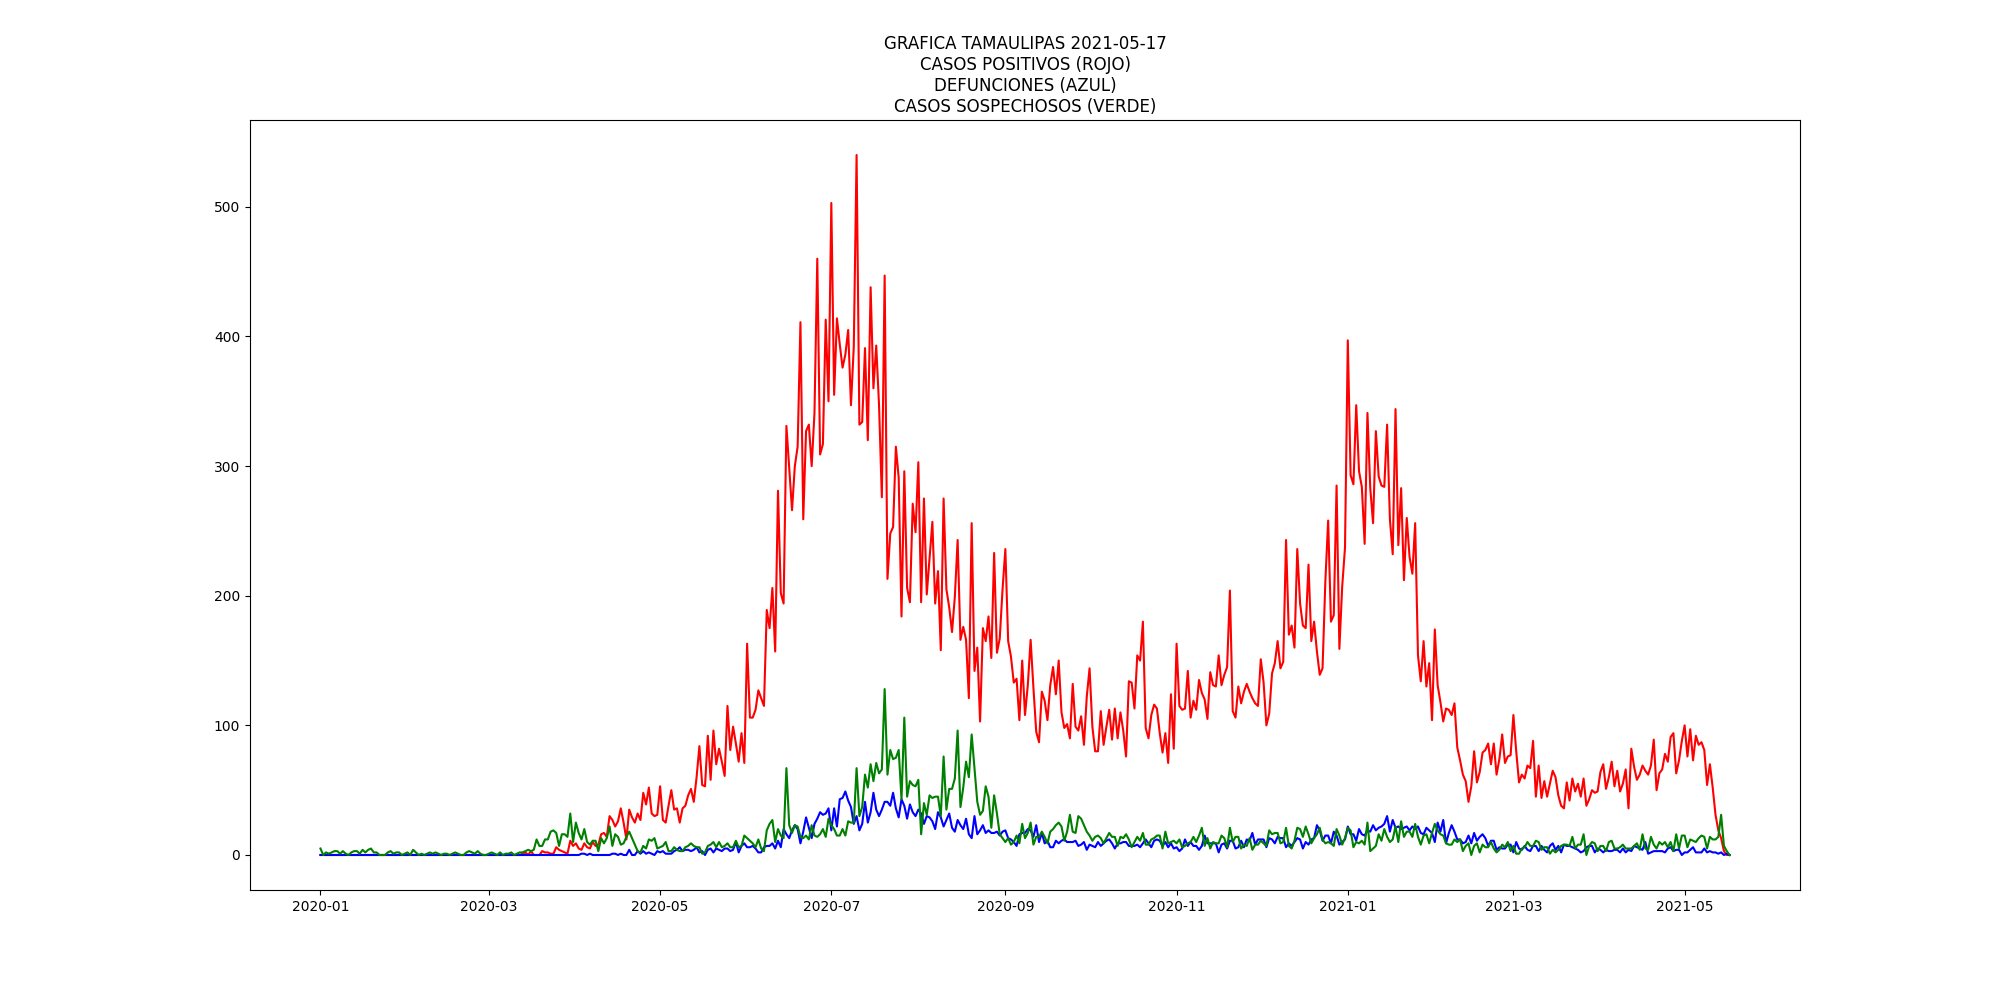 GRAFICA TAMAULIPAS 2021-05-17
CASOS POSITIVOS (ROJO)
DEFUNCIONES (AZUL)
CASOS SOSPECHOSOS (VERDE)
500
400
300
200
100
0
2020-01 2020-03 2020-05 2020-07 2020-09 2020-11 2021-01 2021-03 2021-05